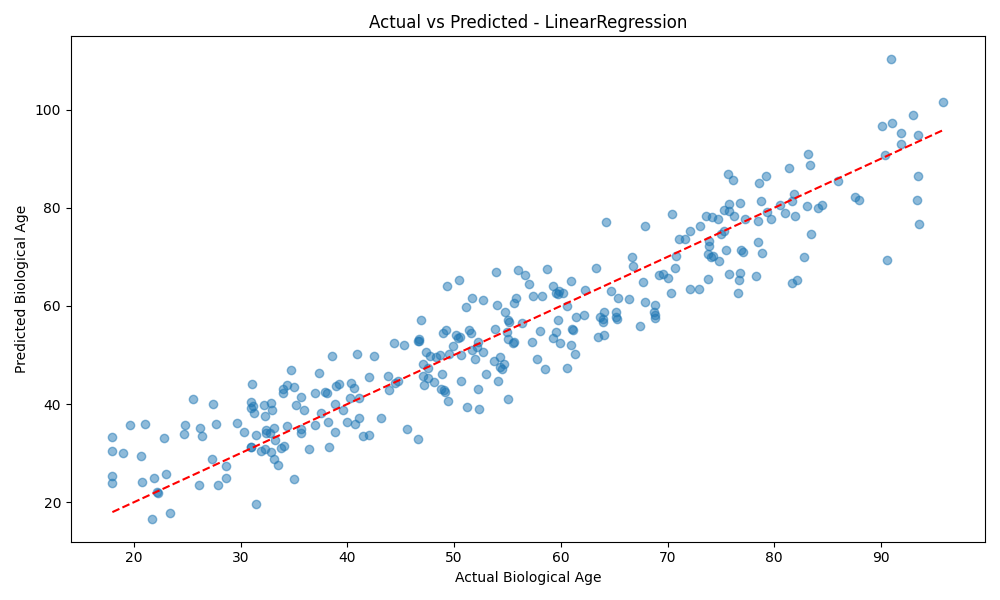 Actual vs Predicted - LinearRegression
100
80
60
40
20
Predicted Biological Age
20 30 40 50 60 70 80 90
Actual Biological Age